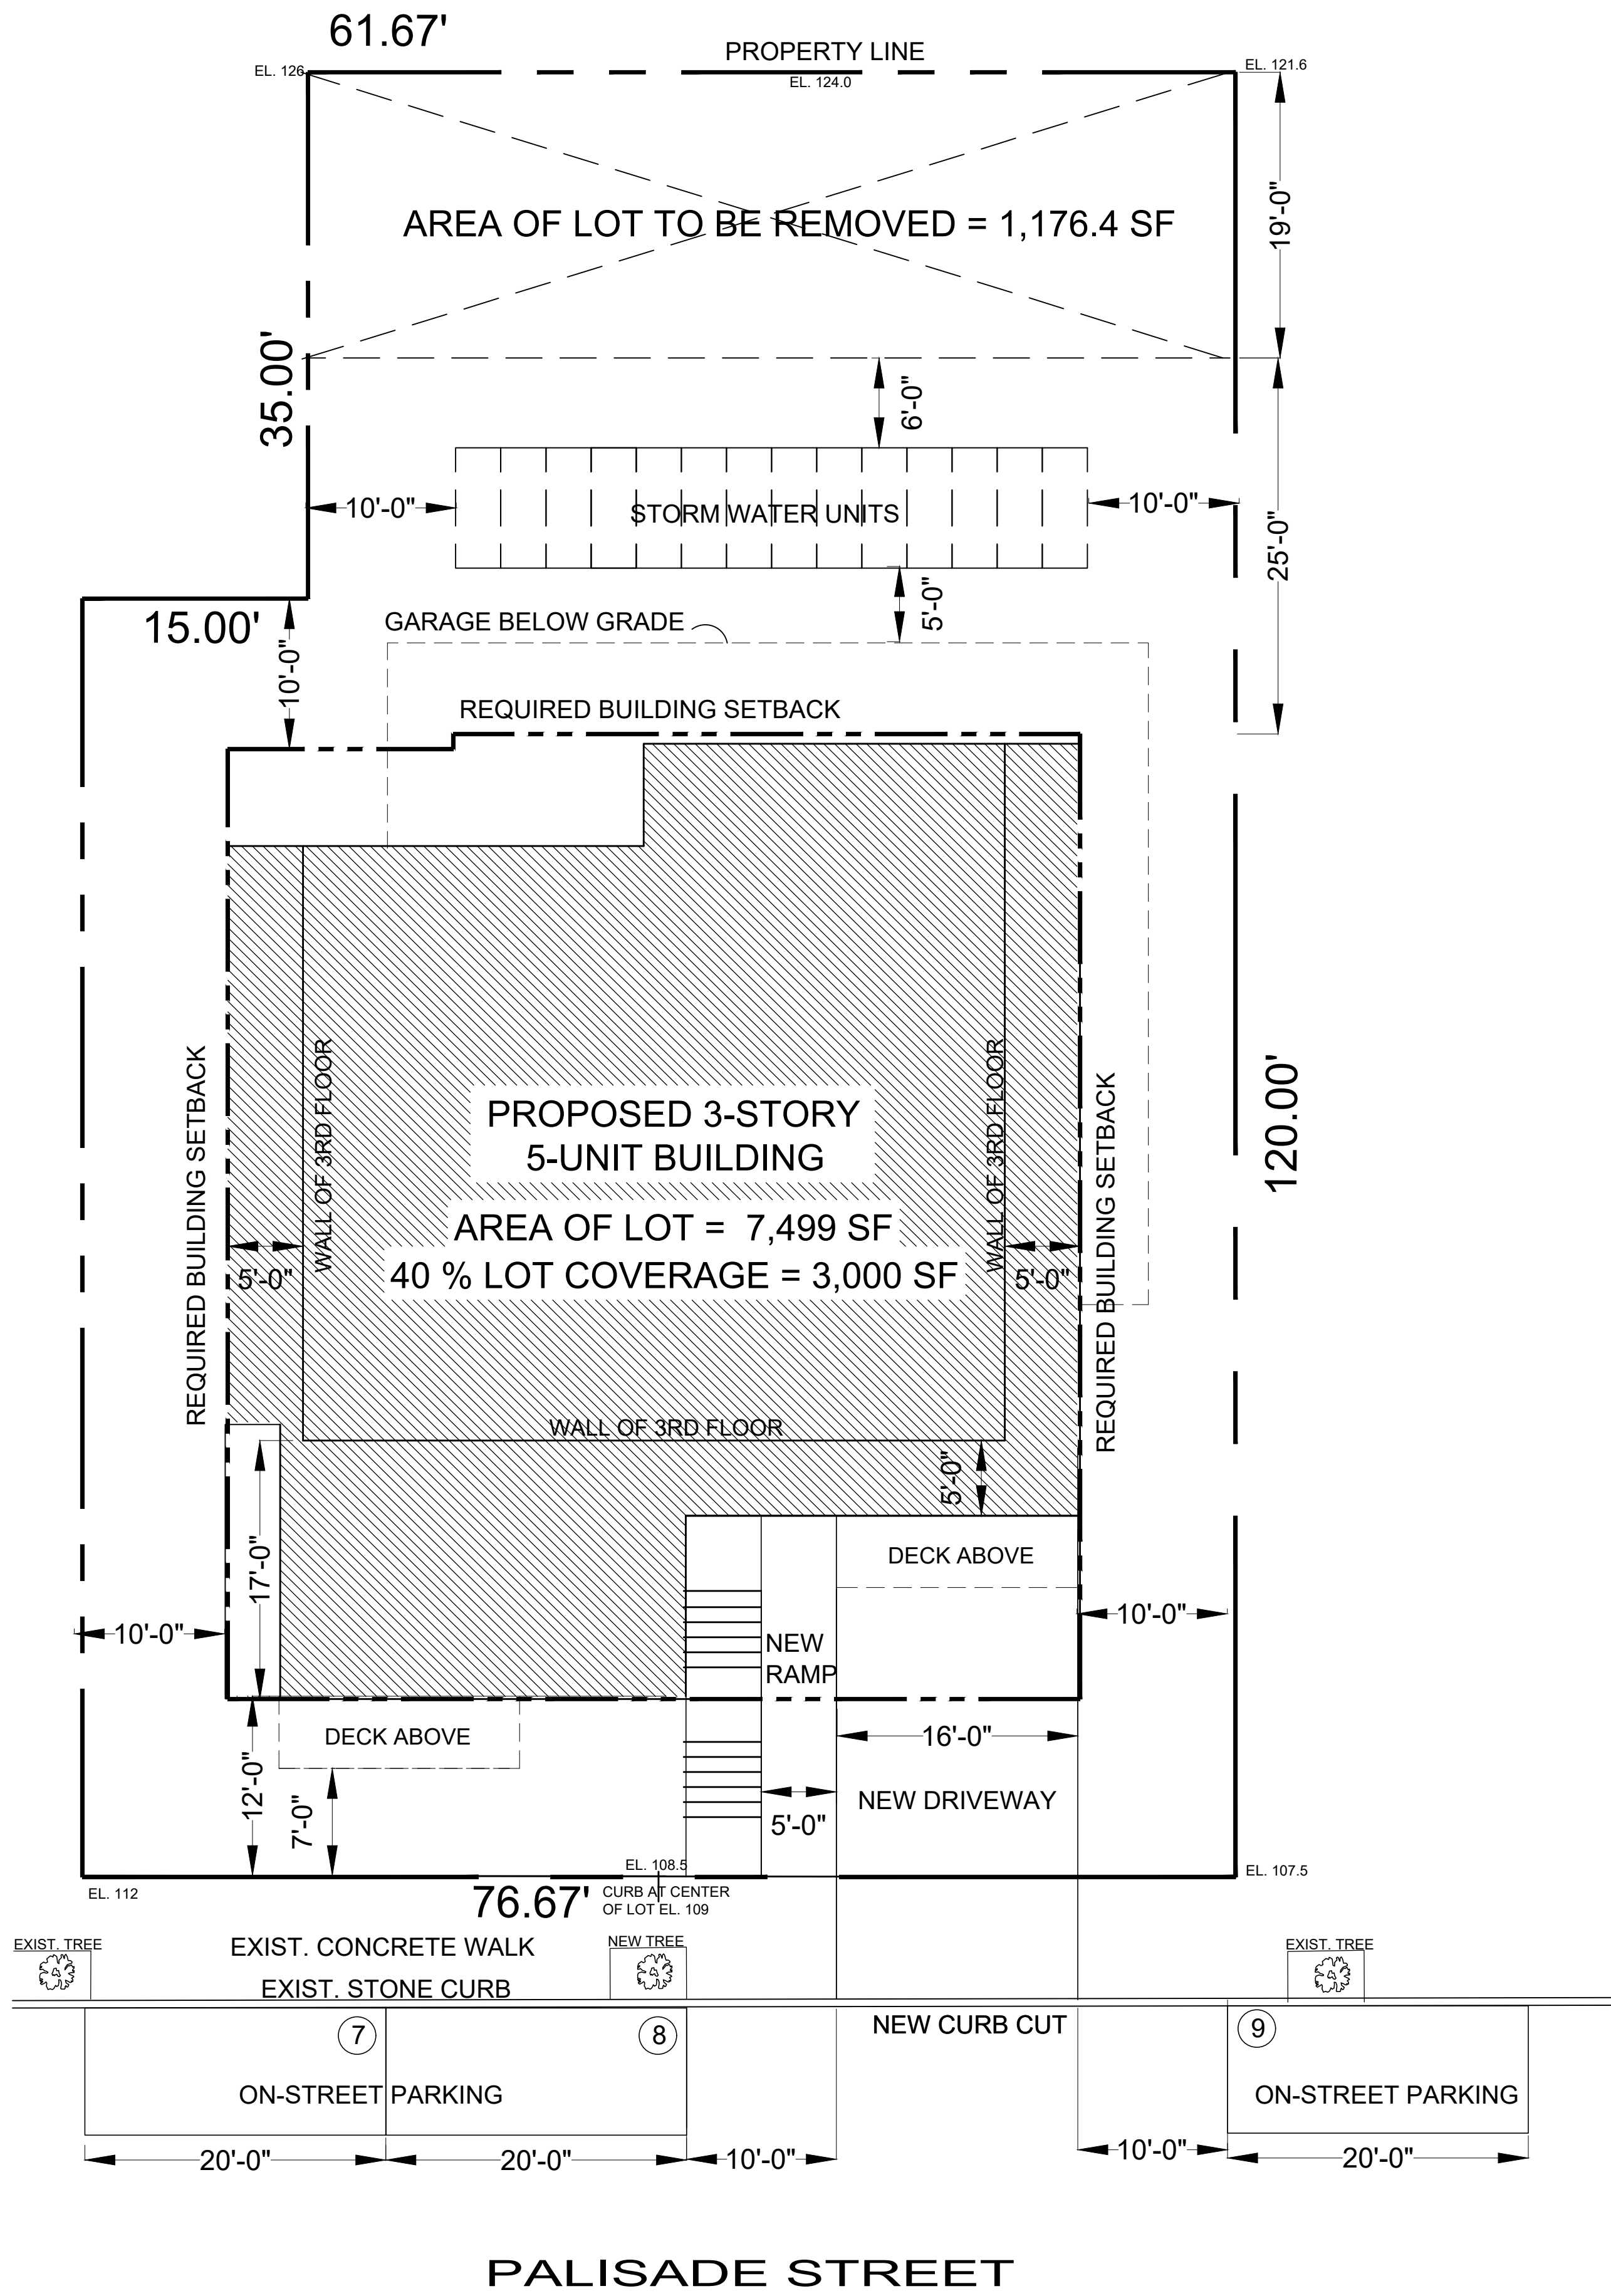 61.67'
PROPERTY LINE
EL. 126
EL. 124.0
EL. 121.6
AREA OF LOT TO BE REMOVED = 1,176.4 SF
19'-0"
35.00'
6'-0"
10'-0"
STORM WATER UNITS
10'-0"
25'-0"
15.00'
GARAGE BELOW GRADE
5'-0"
10'-0"
REQUIRED BUILDING SETBACK
REQUIRED BUILDING SETBACK
WALL OF 3RD FLOOR
WALL OF 3RD FLOOR
REQUIRED BUILDING SETBACK
120.00'
PROPOSED 3-STORY
5-UNIT BUILDING
AREA OF LOT = 7,499 SF
40 % LOT COVERAGE = 3,000 SF
5'-0"
5'-0"
WALL OF 3RD FLOOR
5'-0"
17'-0"
DECK ABOVE
10'-0"
NEW
RAMP
10'-0"
DECK ABOVE
16'-0"
12'-0"
7'-0"
5'-0"
NEW DRIVEWAY
EL. 108.5
EL. 107.5
EL. 112
76.67'
CURB AT CENTER
OF LOT EL. 109
EXIST. TREE
EXIST. CONCRETE WALK
NEW TREE
EXIST. TREE
EXIST. STONE CURB
NEW CURB CUT
7
8
9
ON-STREET PARKING
ON-STREET PARKING
20'-0"
20'-0"
10'-0"
10'-0"
20'-0"
PALISADE STREET